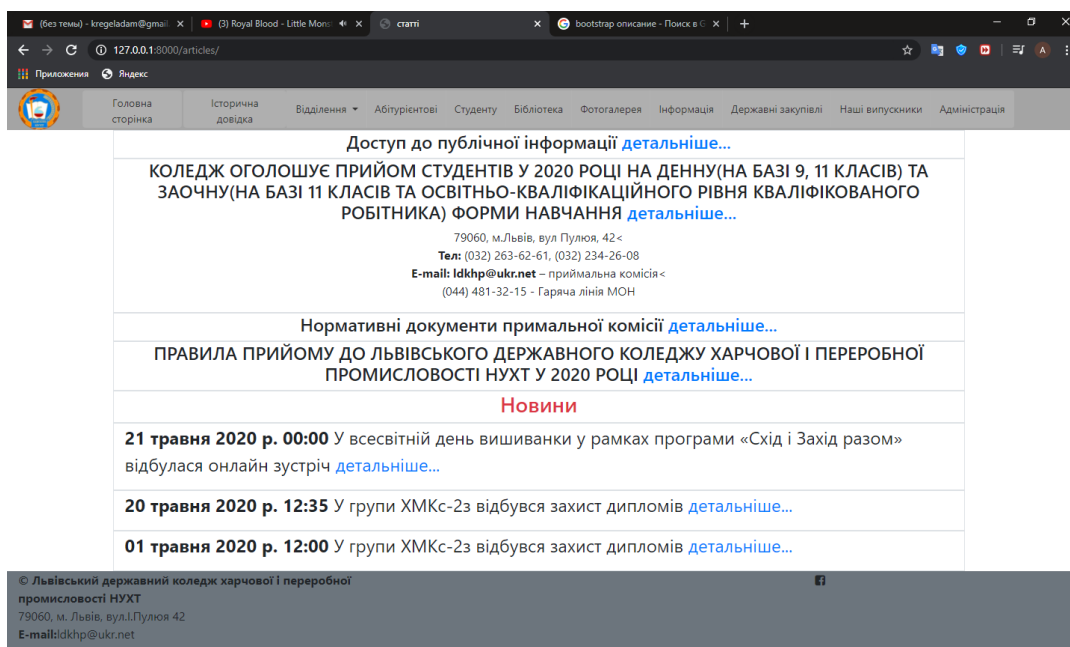 (без темы) - kregeladam@gmail.
(3) Royal Blood - Little Mons
статті
bootstrap описание - Поиск в G
127.0.0.1:8000/articles/
Приложения Яндекс
A
Головна сторінка
Історична довідка
Відділення Абітурієнтові Студенту Бібліотека Фотогалерея Інформація Державні закупівлі Наші випускники Адміністрація
Доступ до публічної інформації детальніше...
КОЛЕДЖ ОГОЛОШУЄ ПРИЙОМ СТУДЕНТІВ У 2020 РОЦІ НА ДЕННУ(НА БАЗІ 9, 11 КЛАСІВ) ТА
ЗАОЧНУ(НА БАЗІ 11 КЛАСІВ ТА ОСВІТНЬО-КВАЛІФІКАЦІЙНОГО РІВНЯ КВАЛІФІКОВАНОГО
РОБІТНИКА) ФОРМИ НАВЧАННЯ детальніше...
79060, м.Львів, вул Пулюя, 42<
Тел: (032) 263-62-61, (032) 234-26-08
E-mail: ldkhp@ukr.net – приймальна комісія<
(044) 481-32-15 - Гаряча лінія МОН
Нормативні документи примальної комісії детальніше...
ПРАВИЛА ПРИЙОМУ ДО ЛЬВІВСЬКОГО ДЕРЖАВНОГО КОЛЕДЖУ ХАРЧОВОЇ І ПЕРЕРОБНОЇ
ПРОМИСЛОВОСТІ НУХТ У 2020 РОЦІ детальніше...
Новини
21 травня 2020 р. 00:00 У всесвітній день вишиванки у рамках програми «Схід і Захід разом»
відбулася онлайн зустріч детальніше...
20 травня 2020 р. 12:35 У групи ХМКс-2з відбувся захист дипломів детальніше...
01 травня 2020 р. 12:00 У групи ХМКс-2з відбувся захист дипломів детальніше...
© Львівський державний коледж харчової і переробної
промисловості НУХТ
79060, м. Львів, вул.І.Пулюя 42
E-mail:ldkhp@ukr.net